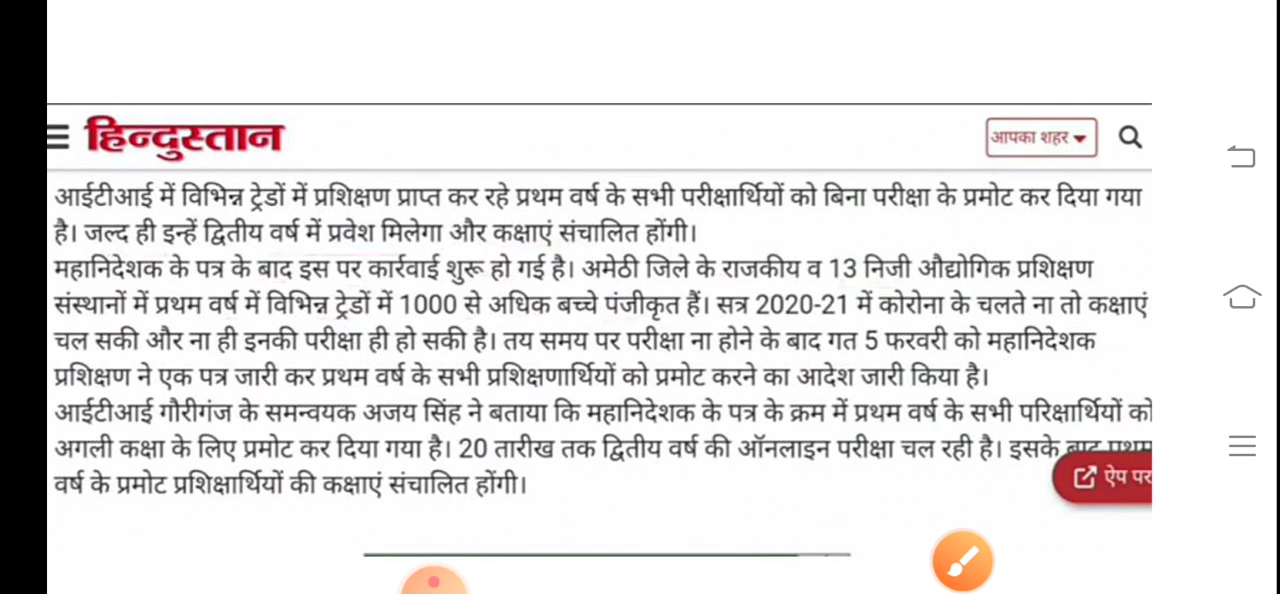 हिन्दुस्तान
आपका शहर
आईटीआई में विभिन्न ट्रेडों में प्रशिक्षण प्राप्त कर रहे प्रथम वर्ष के सभी परीक्षार्थियों को बिना परीक्षा के प्रमोट कर दिया गया
है। जल्द ही इन्हें द्वितीय वर्ष में प्रवेश मिलेगा और कक्षाएं संचालित होंगी।
महानिदेशक के पत्र के बाद इस पर कार्रवाई शुरू हो गई है। अमेठी जिले के राजकीय व 13 निजी औद्योगिक प्रशिक्षण
संस्थानों में प्रथम वर्ष में विभिन्न ट्रेडों में 1000 से अधिक बच्चे पंजीकृत हैं। सत्र 2020-21 में कोरोना के चलते ना तो कक्षाएं
चल सकी और ना ही इनकी परीक्षा ही हो सकी है। तय समय पर परीक्षा ना होने के बाद गत 5 फरवरी को महानिदेशक
प्रशिक्षण ने एक पत्र जारी कर प्रथम वर्ष के सभी प्रशिक्षणार्थियों को प्रमोट करने का आदेश जारी किया है।
आईटीआई गौरीगंज के समन्वयक अजय सिंह ने बताया कि महानिदेशक के पत्र के क्रम में प्रथम वर्ष के सभी परिक्षार्थियों को
अगली कक्षा के लिए प्रमोट कर दिया गया है। 20 तारीख तक द्वितीय वर्ष की ऑनलाइन परीक्षा चल रही है। इसके बाद प्रथम
वर्ष के प्रमोट प्रशिक्षार्थियों की कक्षाएं संचालित होंगी।
ऐप पर